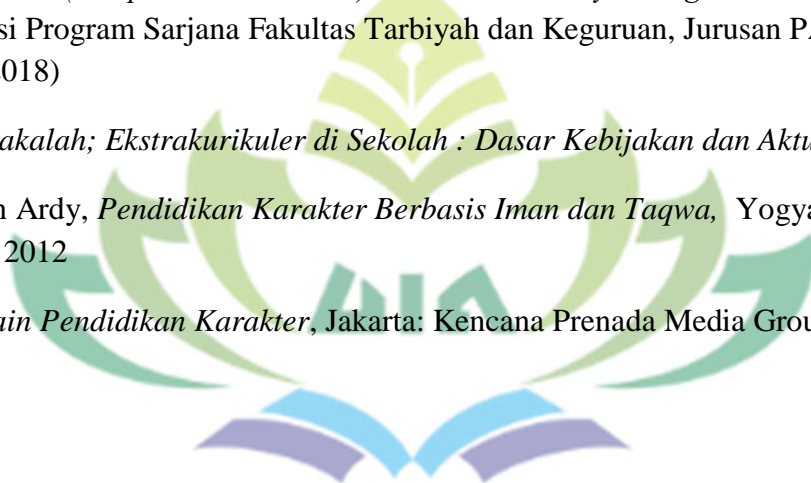 si Program Sarjana Fakultas Tarbiyah dan Keguruan, Jurusan PA
2018)
akalah; Ekstrakurikuler di Sekolah : Dasar Kebijakan dan Aktu
n Ardy, Pendidikan Karakter Berbasis Iman dan Taqwa, Yogya
2012
ain Pendidikan Karakter, Jakarta: Kencana Prenada Media Grou